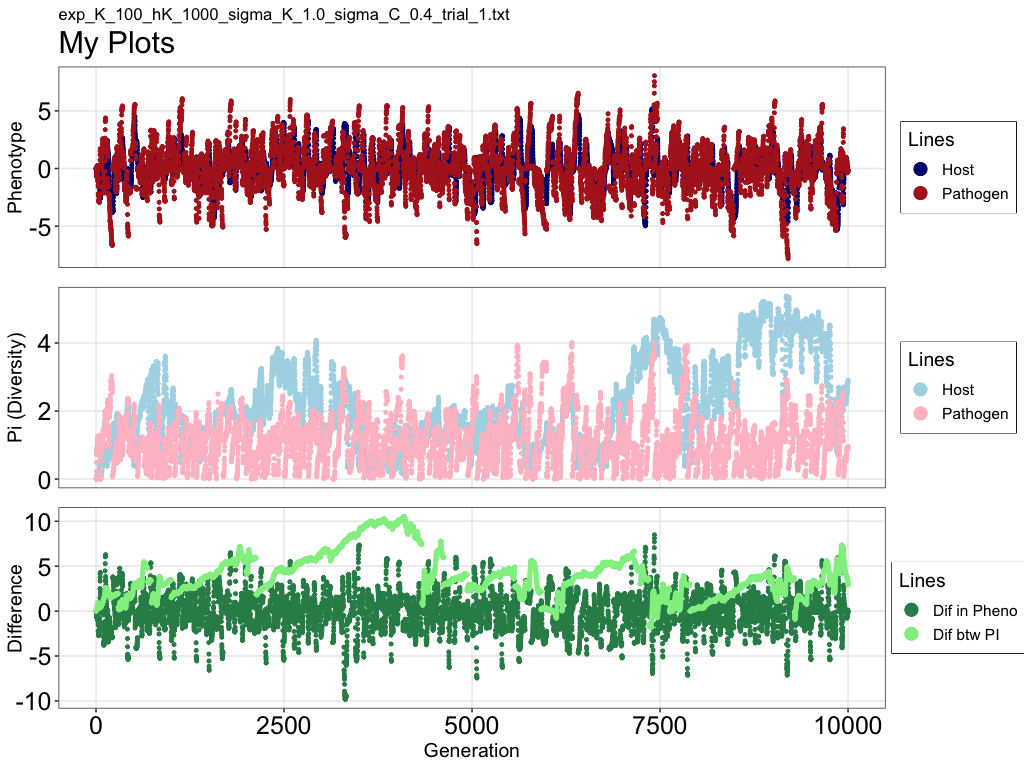 exp_K_100_hK_1000_sigma_K_1.0_sigma_C_0.4_trial_1.txt
My Plots
Phenotype
5
0
-5
Lines
Host
Pathogen
Pi (Diversity)
4
2
0
Lines
Host
Pathogen
Difference
10
5
0
-5
-10
Lines
Dif in Pheno
Dif btw PI
0 2500 5000 7500 10000
Generation